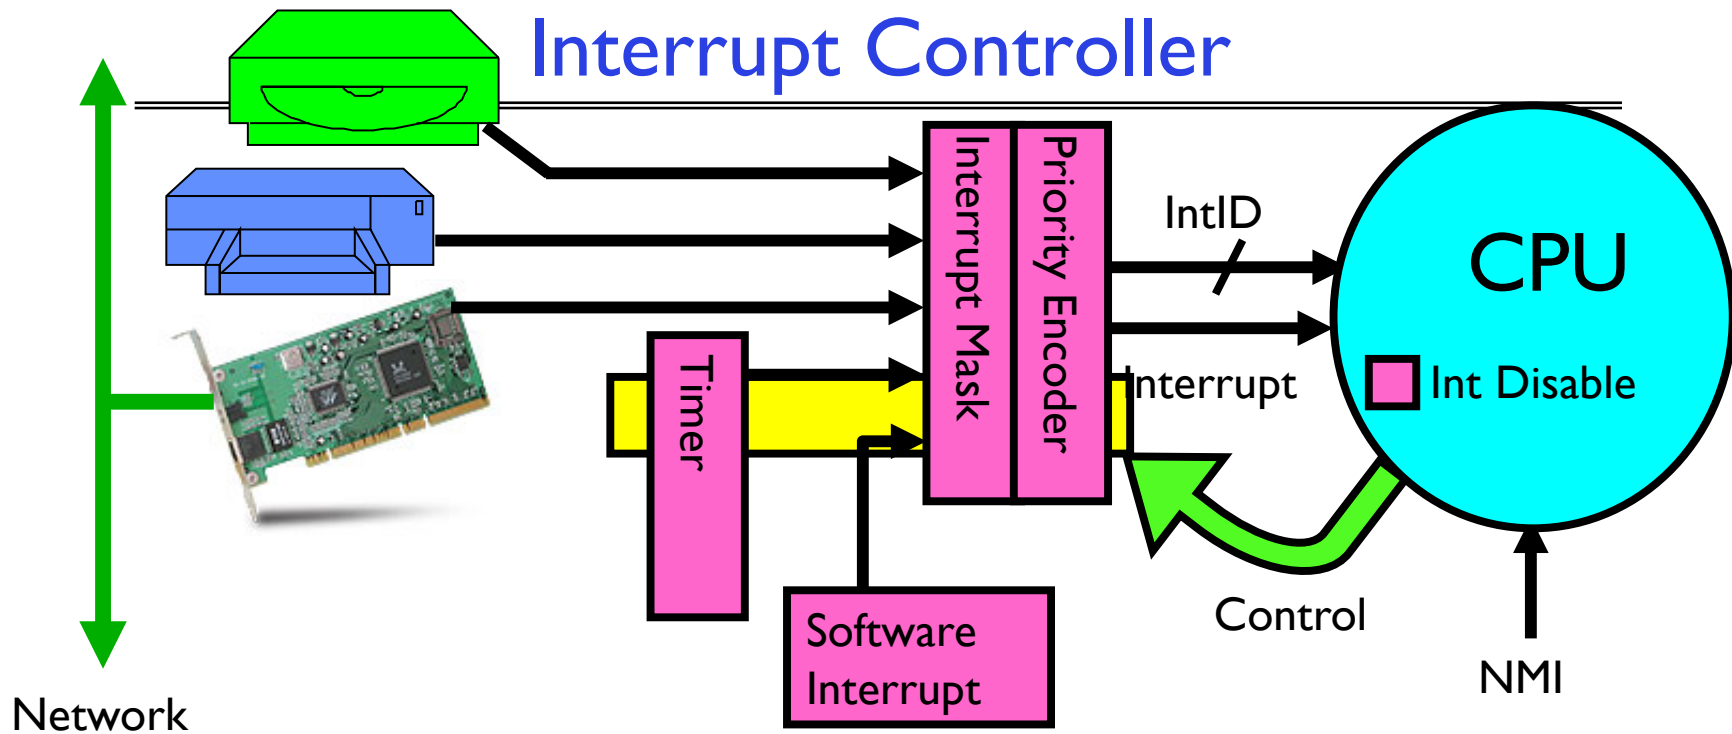 Interrupt Controller
Interrupt Mask
Priority Encoder
IntID
CPU
Interrupt
Int Disable
Timer
Control
Software
Interrupt
NMI
Network